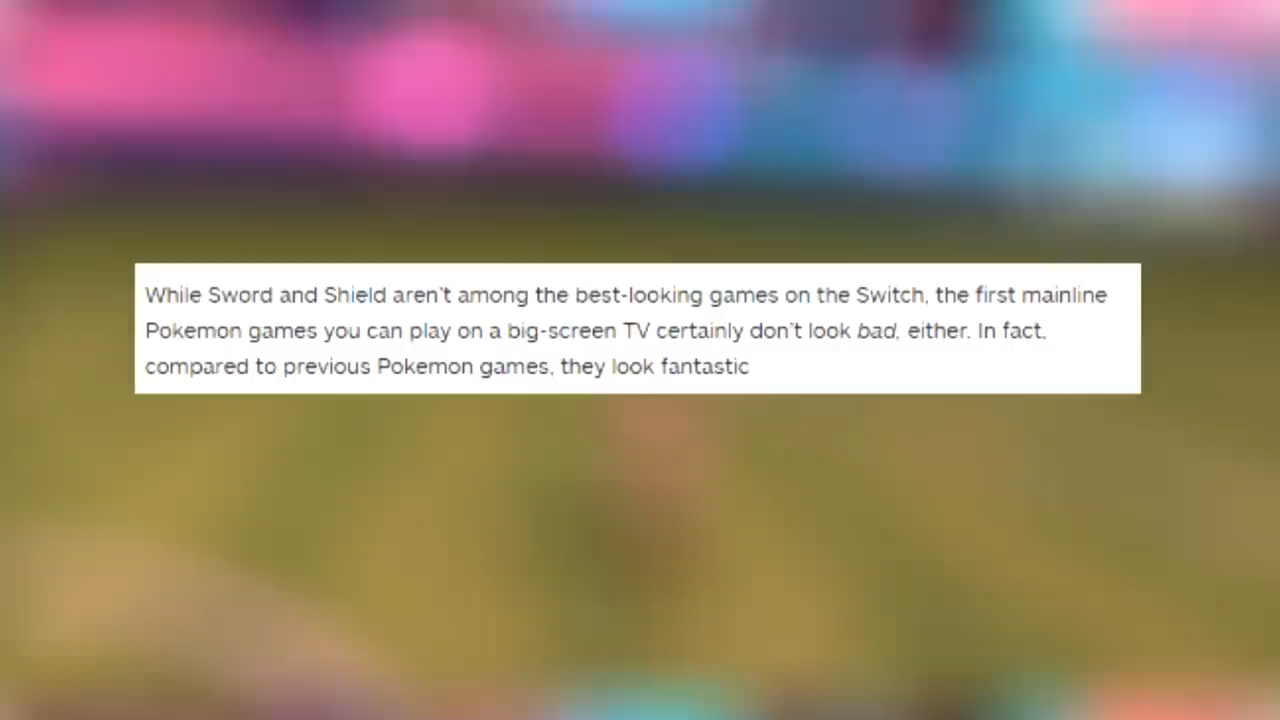 While Sword and Shield aren't among the best-looking games on the Switch, the first mainline
Pokemon games you can play on a big-screen TV certainly don't look bad, either. In fact,
compared to previous Pokemon games, they look fantastic